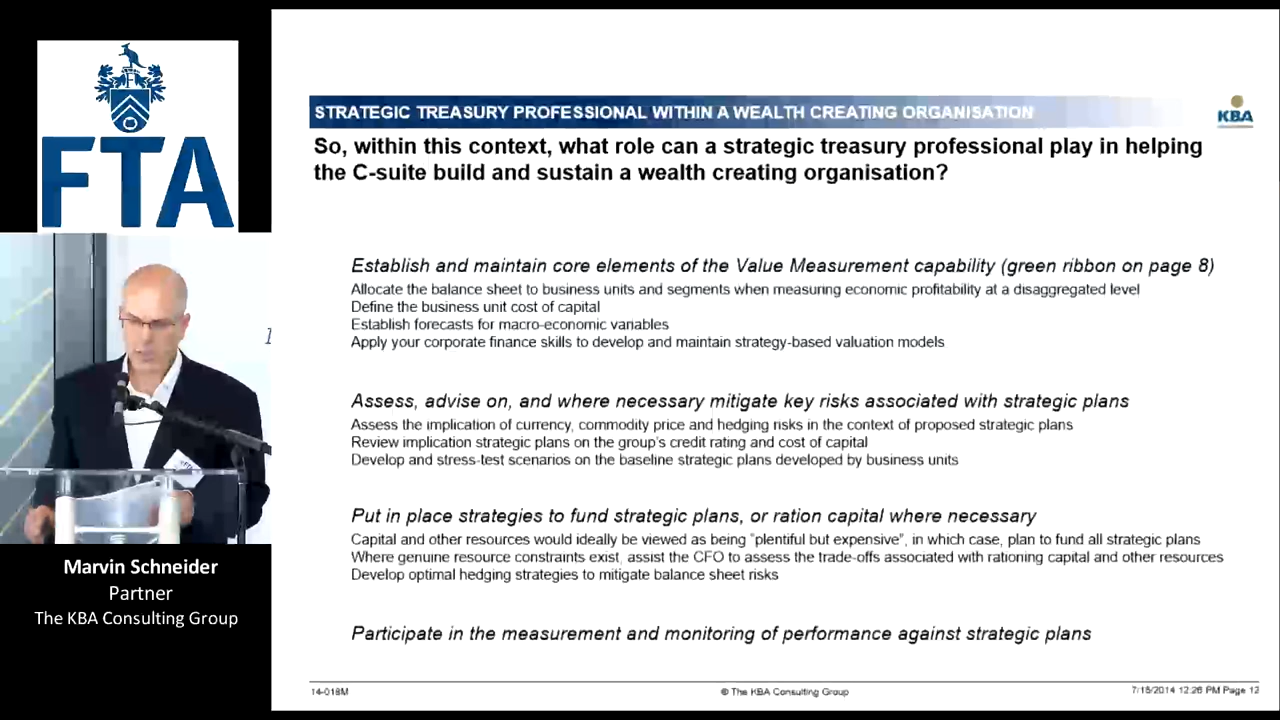 FTA
Marvin Schneider
Partner
The KBA Consulting Group
STRATEGIC TREASURY PROFESSIONAL WITHIN A WEALTH CREATING ORGANISATION
KBA
So, within this context, what role can a strategic treasury professional play in helping
the C-suite build and sustain a wealth creating organisation?
Establish and maintain core elements of the Value Measurement capability (green ribbon on page 8)
Allocate the balance sheet to business units and segments when measuring economic profitability at a disaggregated level
Define the business unit cost of capital
Establish forecasts for macro-economic variables
Apply your corporate finance skills to develop and maintain strategy-based valuation models
Assess, advise on, and where necessary mitigate key risks associated with strategic plans
Assess the implication of currency, commodity price and hedging risks in the context of proposed strategic plans
Review implication strategic plans on the group's credit rating and cost of capital
Develop and stress-test scenarios on the baseline strategic plans developed by business units
Put in place strategies to fund strategic plans, or ration capital where necessary
Capital and other resources would ideally be viewed as being "plentiful but expensive", in which case, plan to fund all strategic plans
Where genuine resource constraints exist, assist the CFO to assess the trade-offs associated with rationing capital and other resources
Develop optimal hedging strategies to mitigate balance sheet risks
Participate in the measurement and monitoring of performance against strategic plans
14-018M
© The KBA Consulting Group
7/15/2014 12:26 PM Page 12